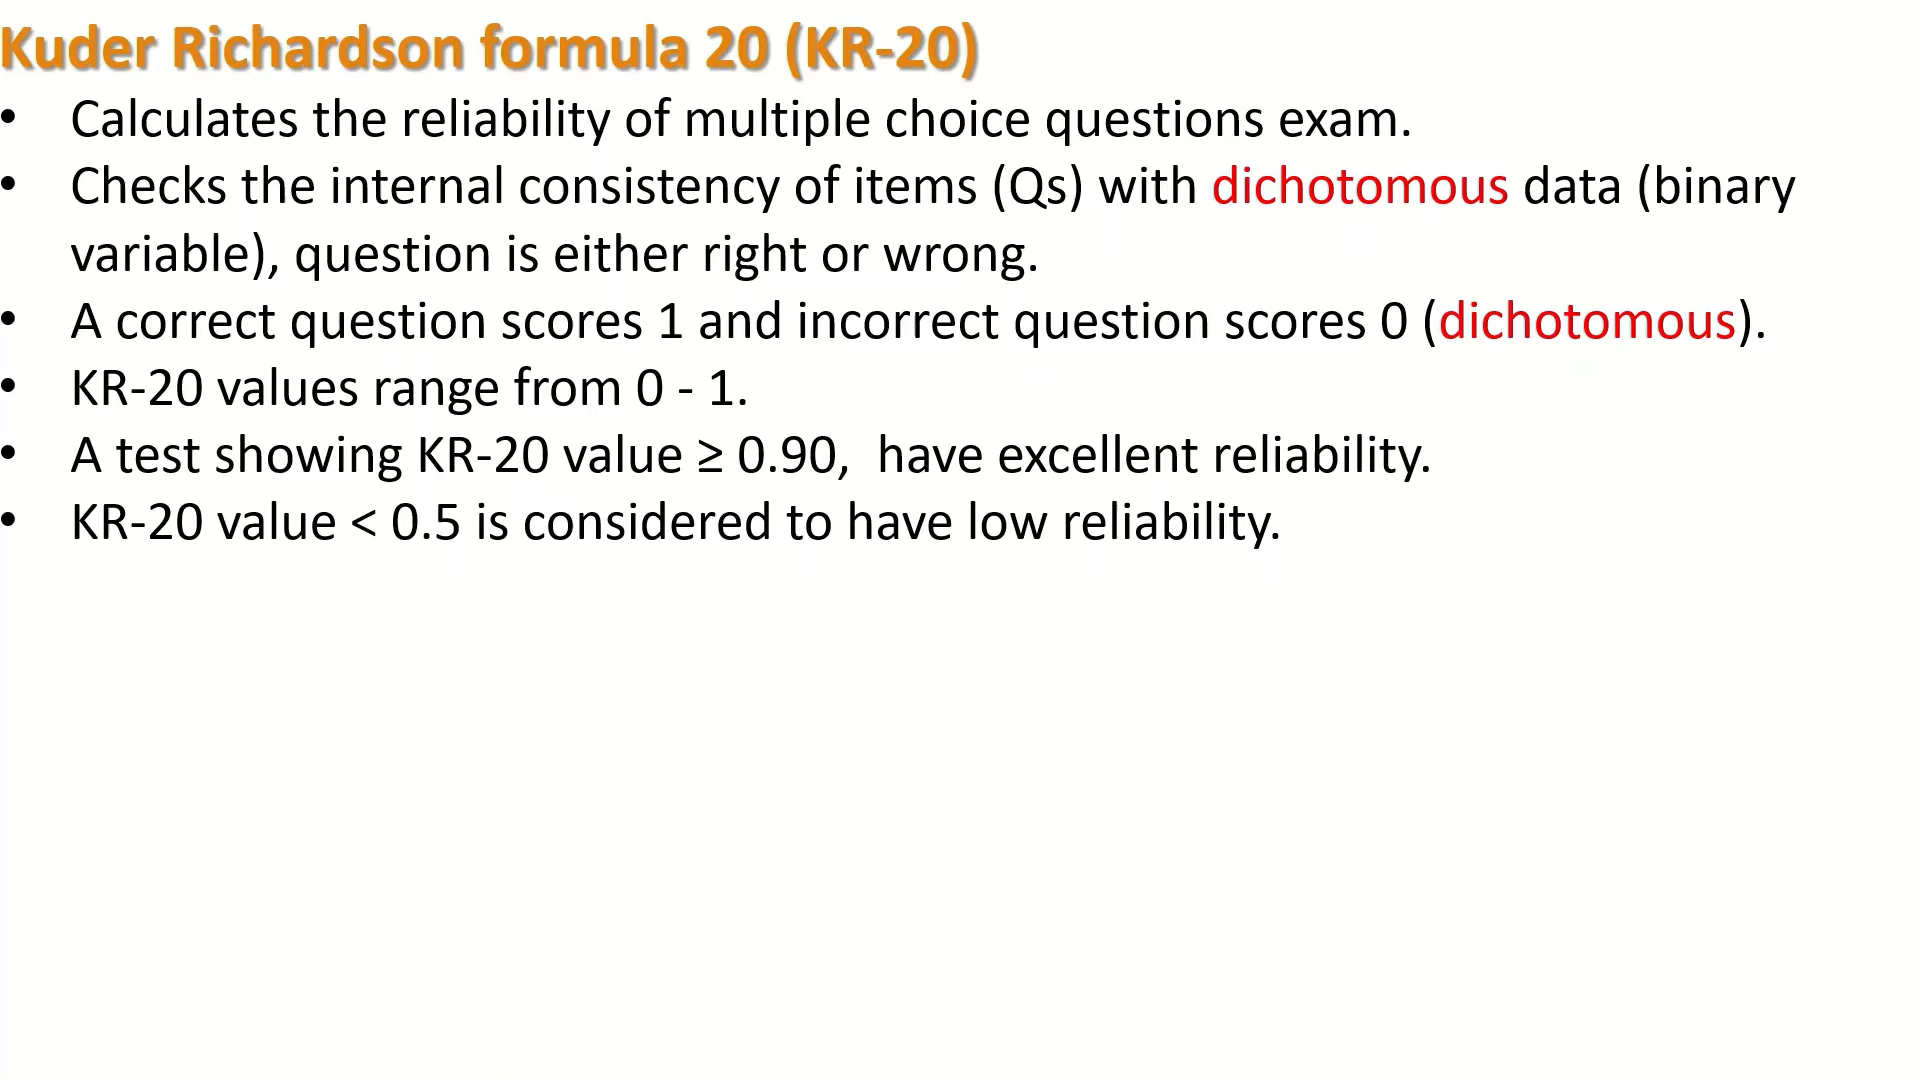 Kuder Richardson formula 20 (KR-20)
• Calculates the reliability of multiple choice questions exam.
• Checks the internal consistency of items (Qs) with dichotomous data (binary
variable), question is either right or wrong.
• A correct question scores 1 and incorrect question scores 0 (dichotomous).
• KR-20 values range from 0 - 1.
• A test showing KR-20 value ≥ 0.90,  have excellent reliability.
• KR-20 value < 0.5 is considered to have low reliability.